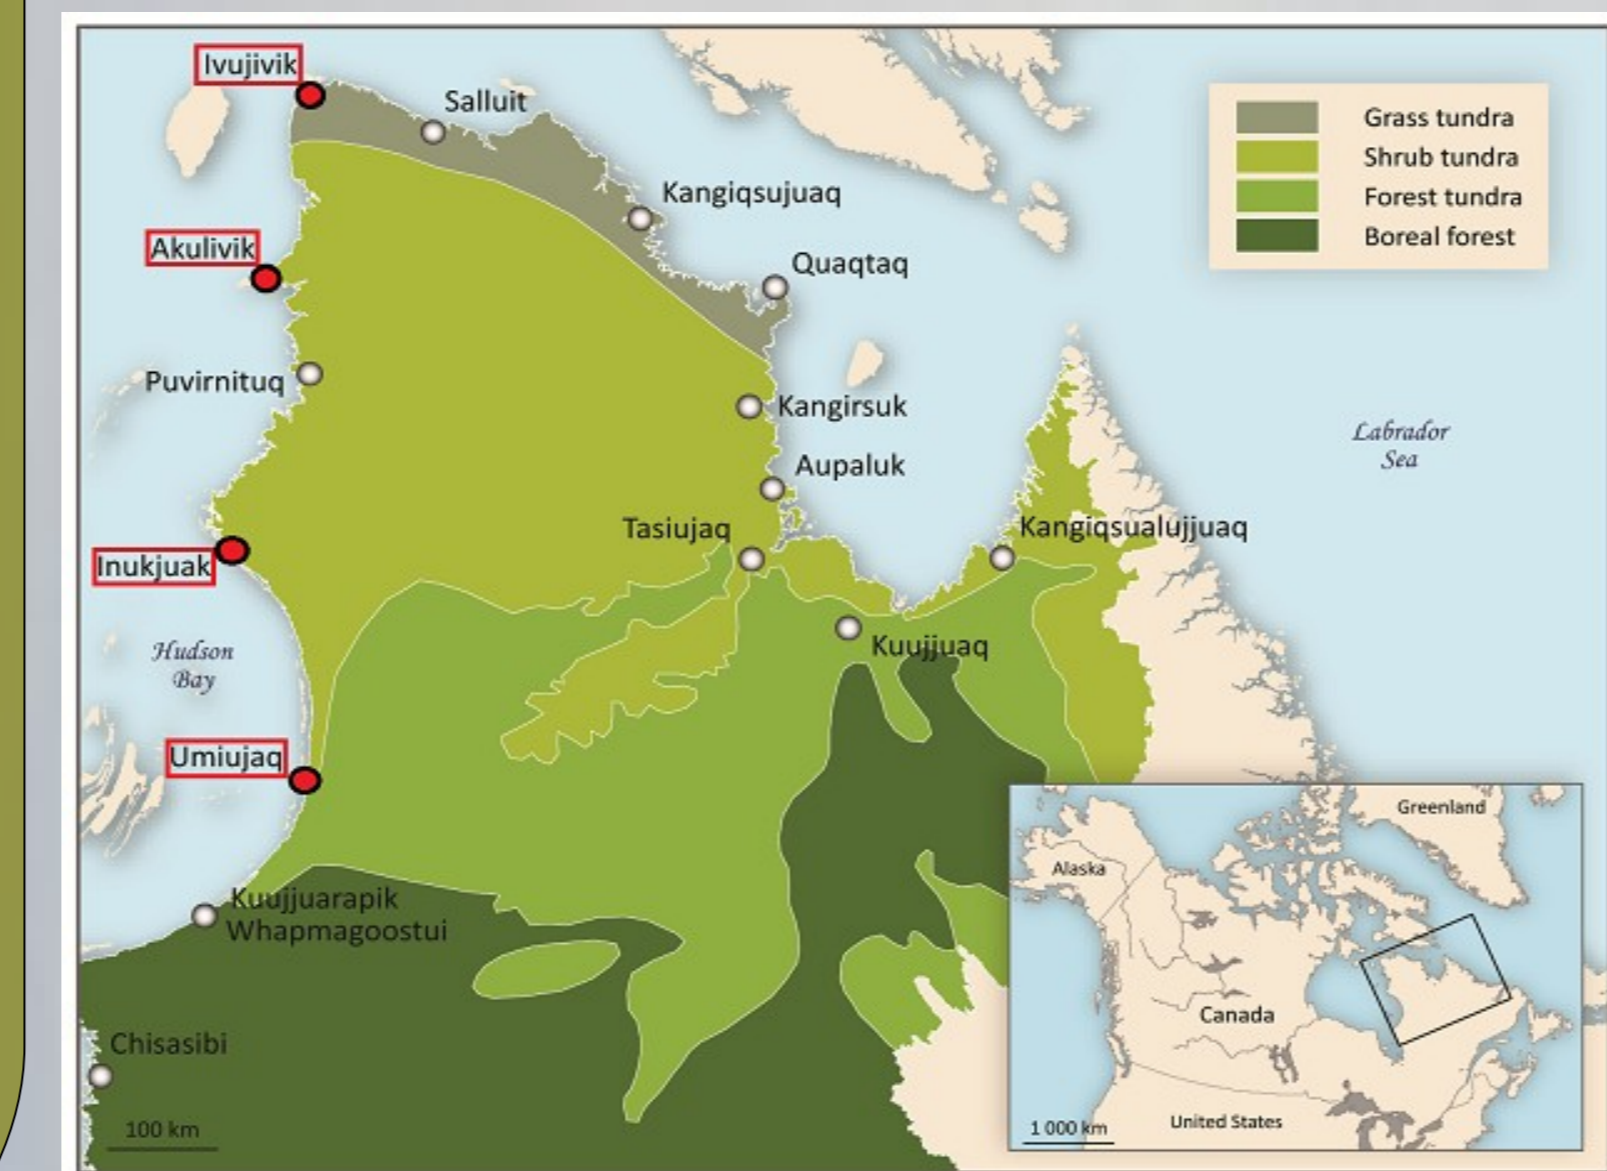 Ivujivik
Salluit
Kangiqsujuaq
Akulivik
Quaqtaq
Puvirnituq
Kangirsuk
Aupaluk
Tasiujaq
Kangiqsualujjuaq
Inukjuak
Kuujjuaq
Hudson
Bay
Umiujaq
Kuujjuarapik
Whapmagoostui
Chisasibi
100 km
Grass tundra
Shrub tundra
Forest tundra
Boreal forest
Labrador
Sea
Greenland
Alaska
Canada
United States
1 000 km